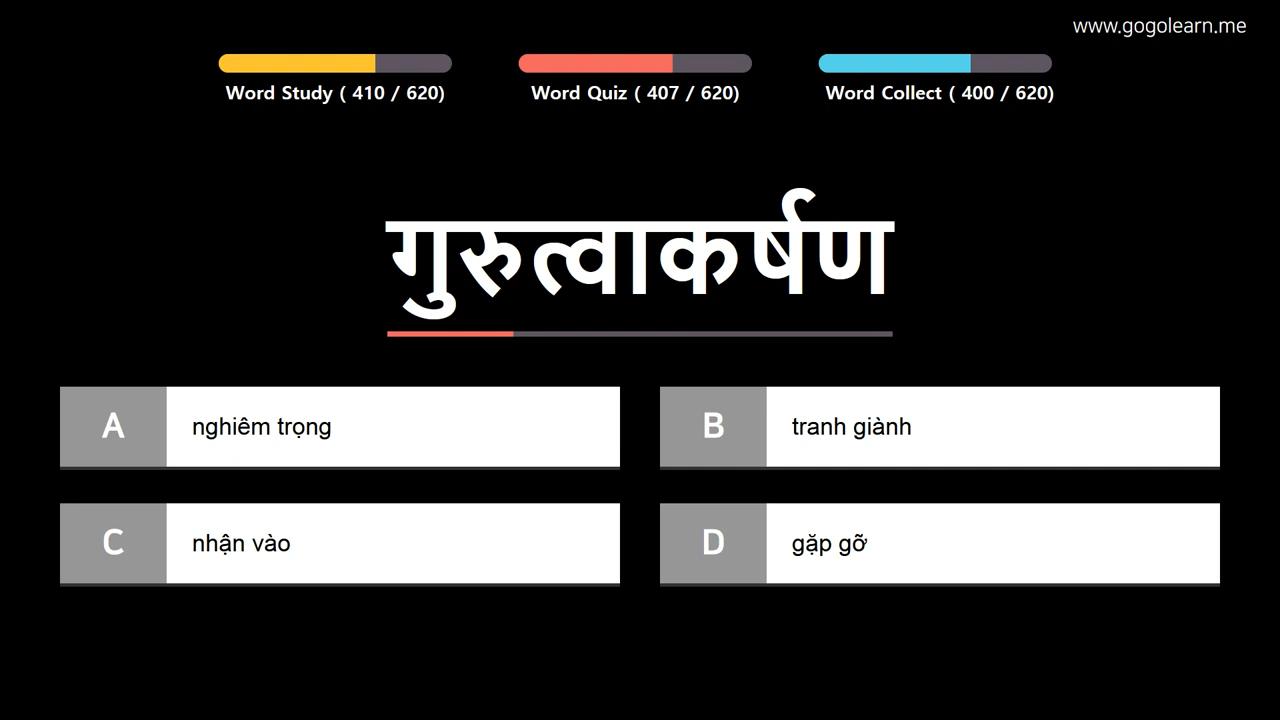 www.gogolearn.me
Word Study ( 410 / 620)
Word Quiz ( 407 / 620)
Word Collect ( 400 / 620)
गुरुत्वाकर्षण
A nghiêm trọng
B tranh giành
C nhận vào
D gặp gỡ